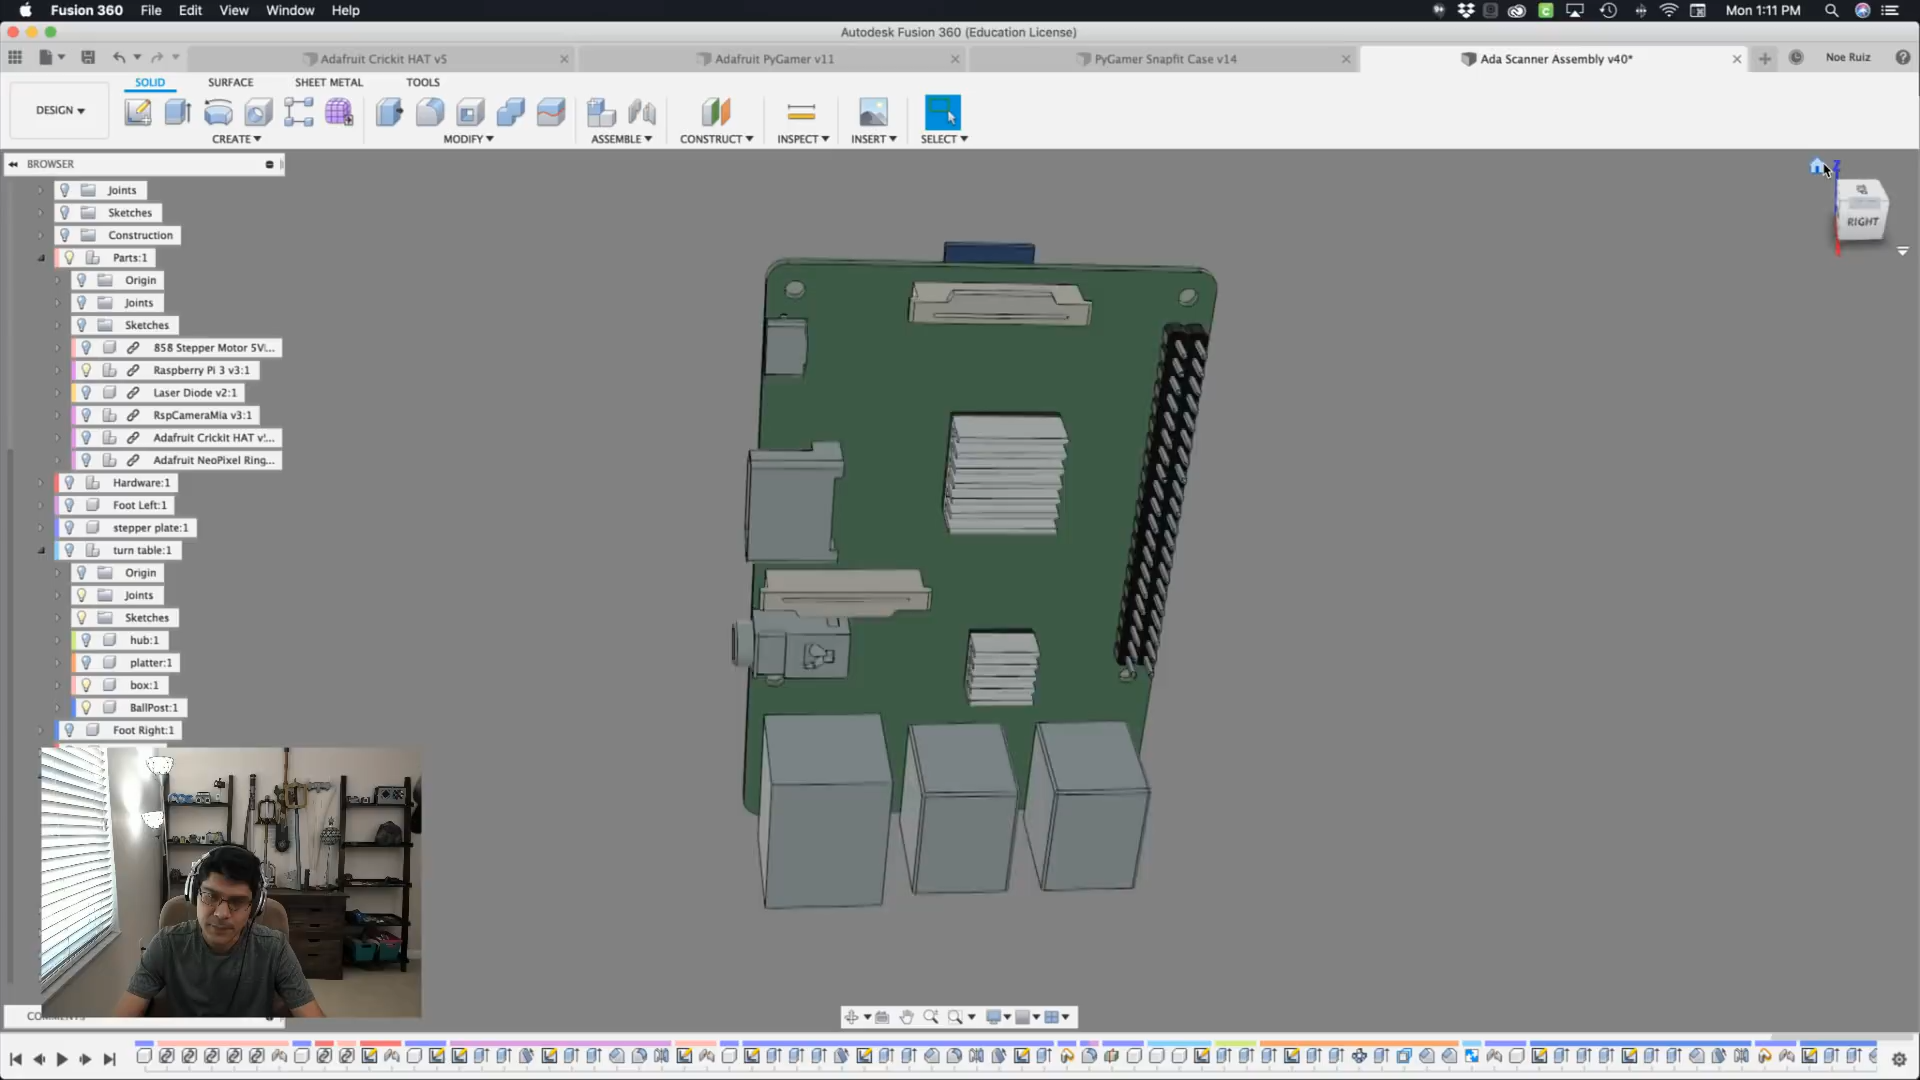 Fusion 360 File Edit View Window Help Mon 1:11 PM
Autodesk Fusion 360 (Education License)
Adafruit Crickit HAT v5 Adafruit PyGamer v11 PyGamer Snapfit Case v14 Ada Scanner Assembly v40* Noe Ruiz
SOLID SURFACE SHEET METAL TOOLS
DESIGN
CREATE MODIFY ASSEMBLE CONSTRUCT INSPECT INSERT SELECT
BROWSER
Z
RIGHT
Joints
Sketches
Construction
Parts:1
Origin
Joints
Sketches
858 Stepper Motor 5V...
Raspberry Pi 3 v3:1
Laser Diode v2:1
RspCameraMia v3:1
Adafruit Crickit HAT v...
Adafruit NeoPixel Ring...
Hardware:1
Foot Left:1
stepper plate:1
turn table:1
Origin
Joints
Sketches
hub:1
platter:1
box:1
BallPost:1
Foot Right:1